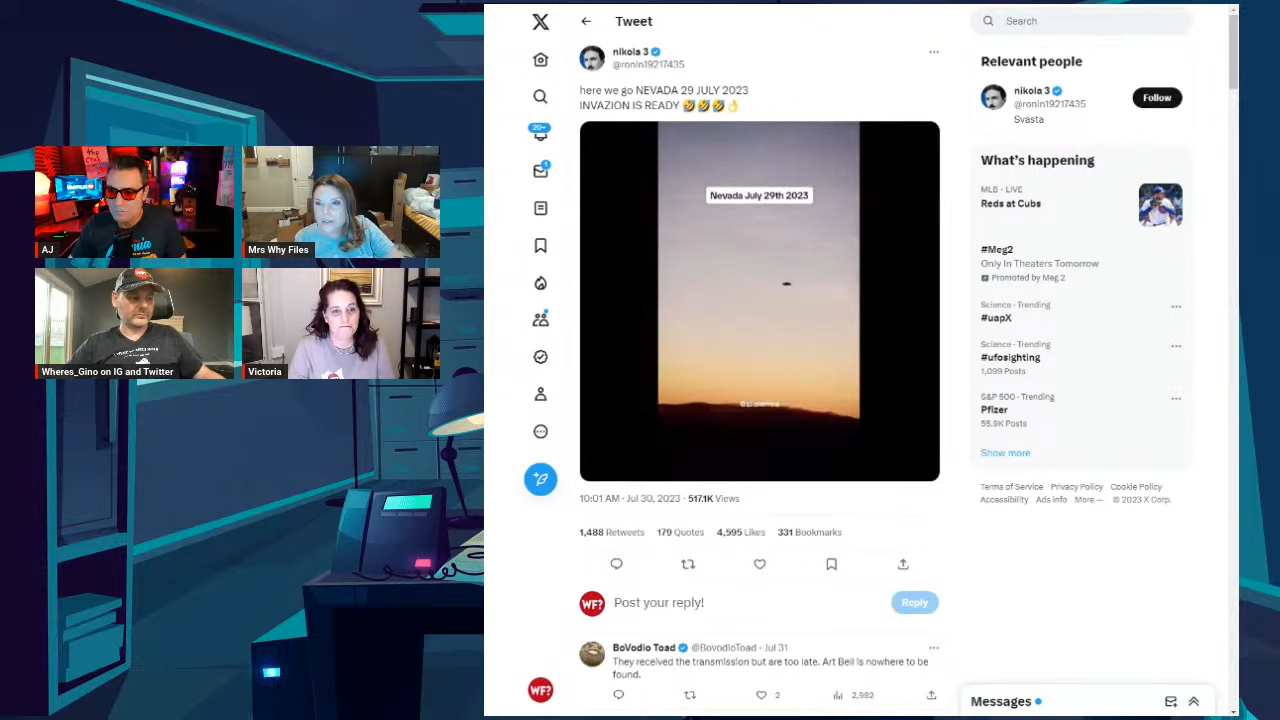 AJ
Mrs Why Files
Wheres_Gino on IG and Twitter
Victoria
Tweet
nikola 3
@ronin19217435
here we go NEVADA 29 JULY 2023
INVAZION IS READY 🤣🤣🤣👌
Nevada July 29th 2023
10:01 AM · Jul 30, 2023 · 517.1K Views
1,488 Retweets 179 Quotes 4,595 Likes 331 Bookmarks
WF?
Post your reply!
Reply
BoVodio Toad @BovodioToad · Jul 31
They received the transmission but are too late. Art Bell is nowhere to be
found.
2
2,982
20+
1
WF?
Search
Relevant people
nikola 3
@ronin19217435
Follow
Svasta
What's happening
MLB · LIVE
Reds at Cubs
#Meg2
Only In Theaters Tomorrow
Promoted by Meg 2
Science · Trending
#uapX
Science · Trending
#ufosighting
1,099 Posts
S&P 500 · Trending
Pfizer
55.9K Posts
Show more
Terms of Service Privacy Policy Cookie Policy
Accessibility Ads info More ··· © 2023 X Corp.
Messages